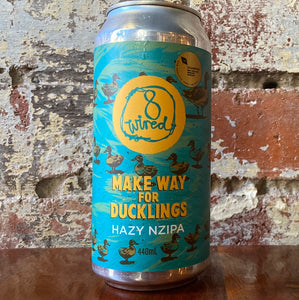 8
wired
MAKE WAY
FOR
DUCKLINGS
HAZY NZIPA
440mL